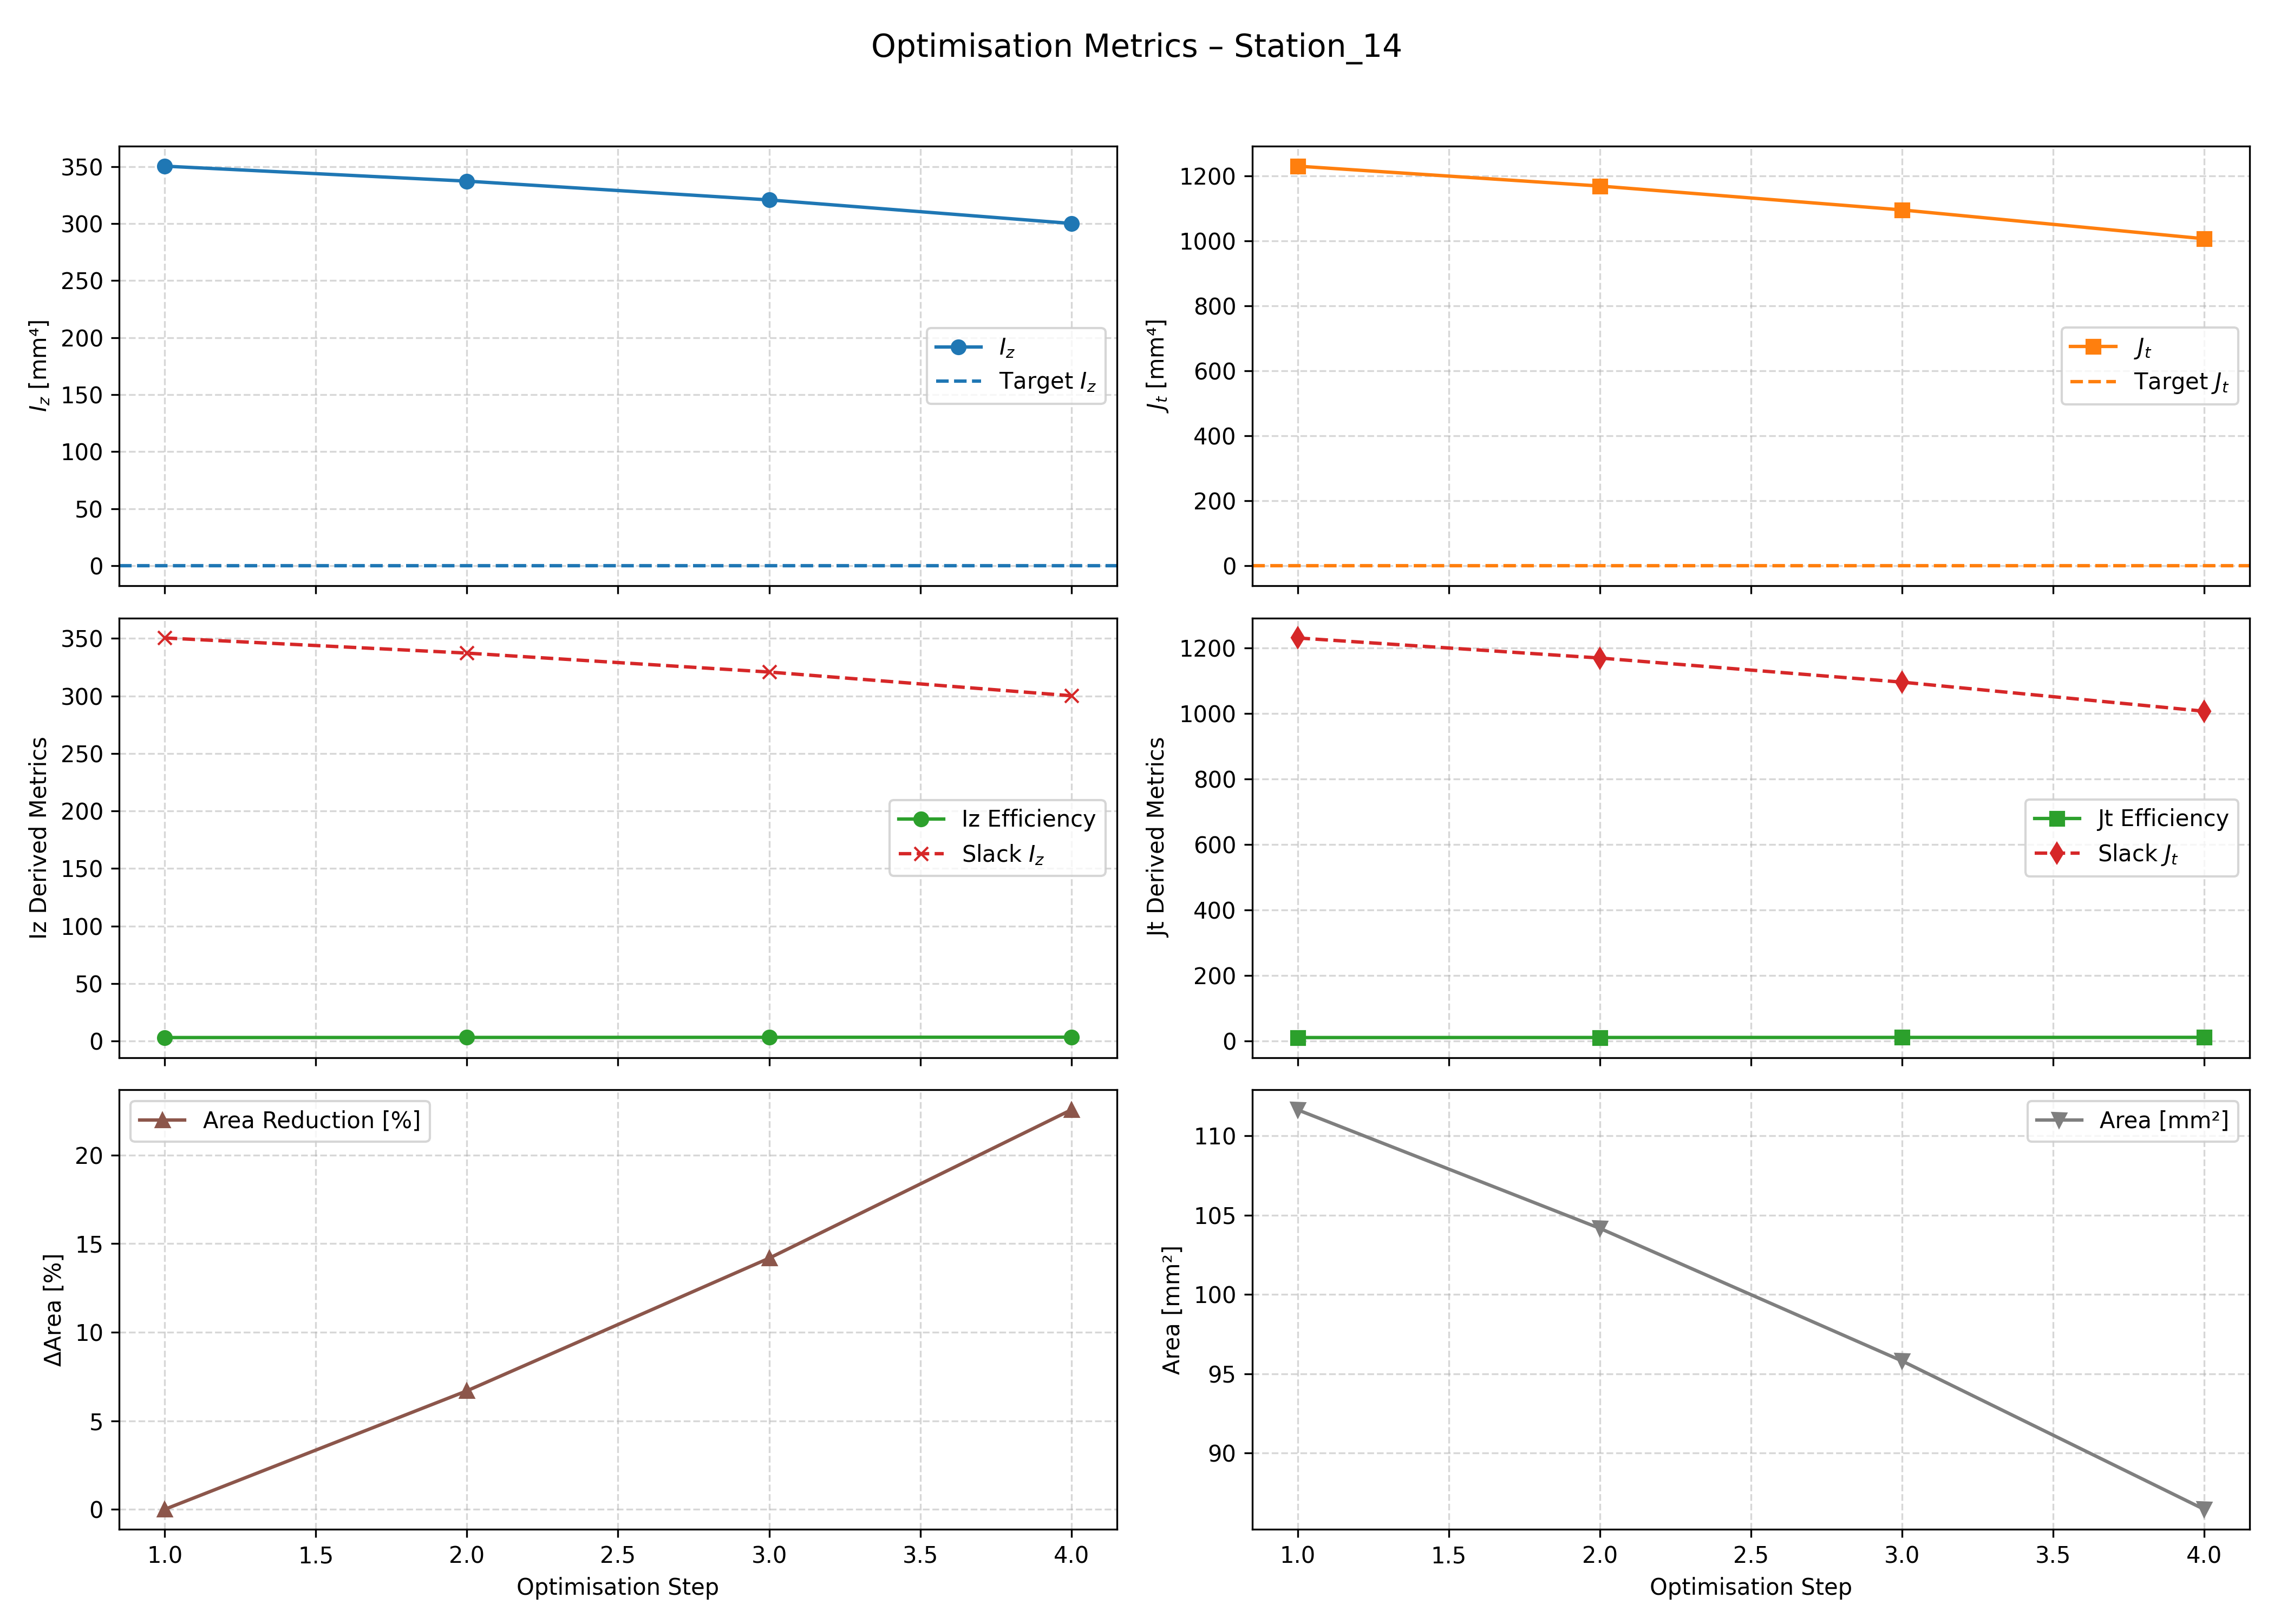 Optimisation Metrics – Station_14
350
300
250
200
150
100
50
0
I_z [mm⁴]
I_z
Target I_z
1200
1000
800
600
400
200
0
J_t [mm⁴]
J_t
Target J_t
350
300
250
200
150
100
50
0
Iz Derived Metrics
Iz Efficiency
Slack I_z
1200
1000
800
600
400
200
0
Jt Derived Metrics
Jt Efficiency
Slack J_t
20
15
10
5
0
ΔArea [%]
Area Reduction [%]
1.0 1.5 2.0 2.5 3.0 3.5 4.0
Optimisation Step
110
105
100
95
90
Area [mm²]
Area [mm²]
1.0 1.5 2.0 2.5 3.0 3.5 4.0
Optimisation Step